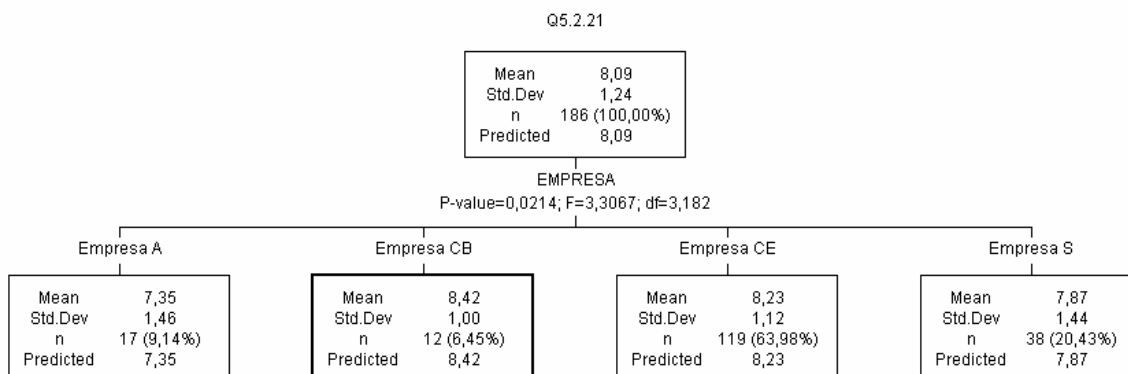 Q5.2.21
Mean 8,09
Std.Dev 1,24
n 186 (100,00%)
Predicted 8,09
EMPRESA
P-value=0,0214; F=3,3067; df=3,182
Empresa A
Mean 7,35
Std.Dev 1,46
n 17 (9,14%)
Predicted 7,35
Empresa CB
Mean 8,42
Std.Dev 1,00
n 12 (6,45%)
Predicted 8,42
Empresa CE
Mean 8,23
Std.Dev 1,12
n 119 (63,98%)
Predicted 8,23
Empresa S
Mean 7,87
Std.Dev 1,44
n 38 (20,43%)
Predicted 7,87